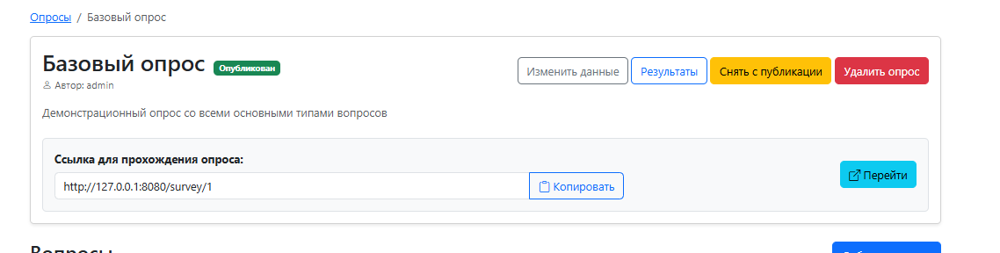 Опросы / Базовый опрос
Базовый опрос Опубликован
Автор: admin
Изменить данные Результаты Снять с публикации Удалить опрос
Демонстрационный опрос со всеми основными типами вопросов
Ссылка для прохождения опроса:
http://127.0.0.1:8080/survey/1 Копировать
Перейти
Вопросы